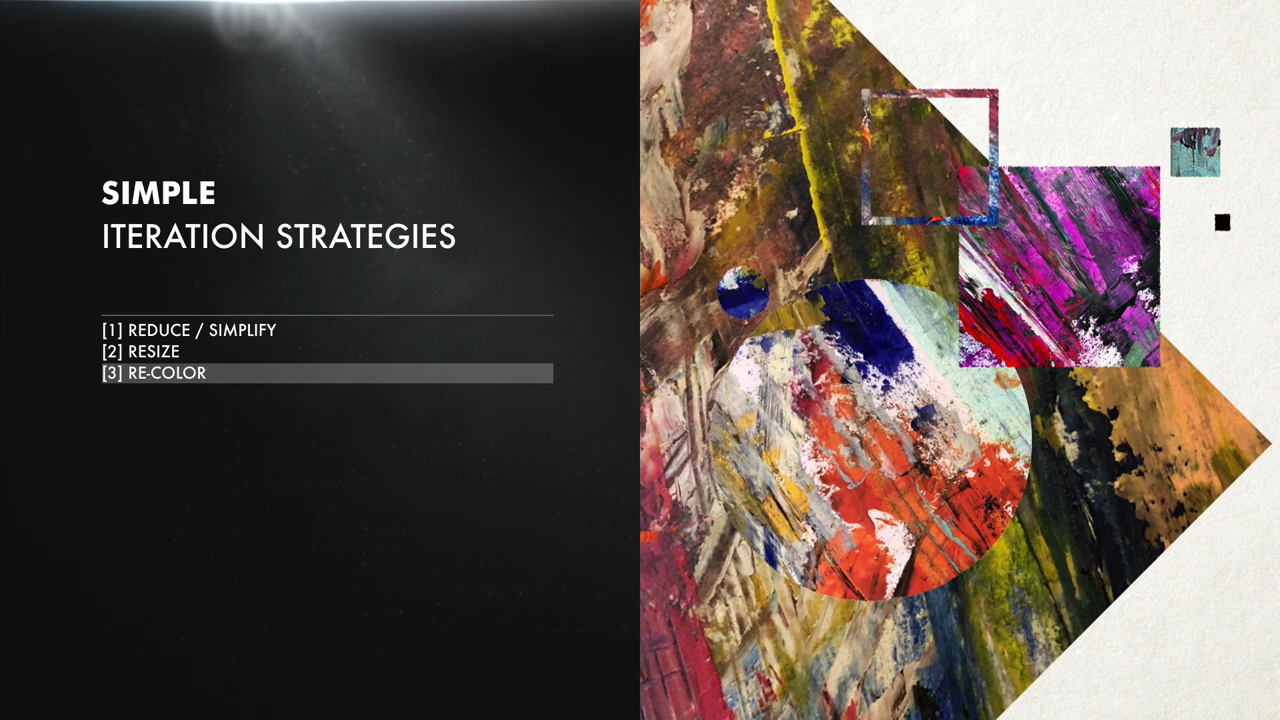 SIMPLE
ITERATION STRATEGIES
[1] REDUCE / SIMPLIFY
[2] RESIZE
[3] RE-COLOR